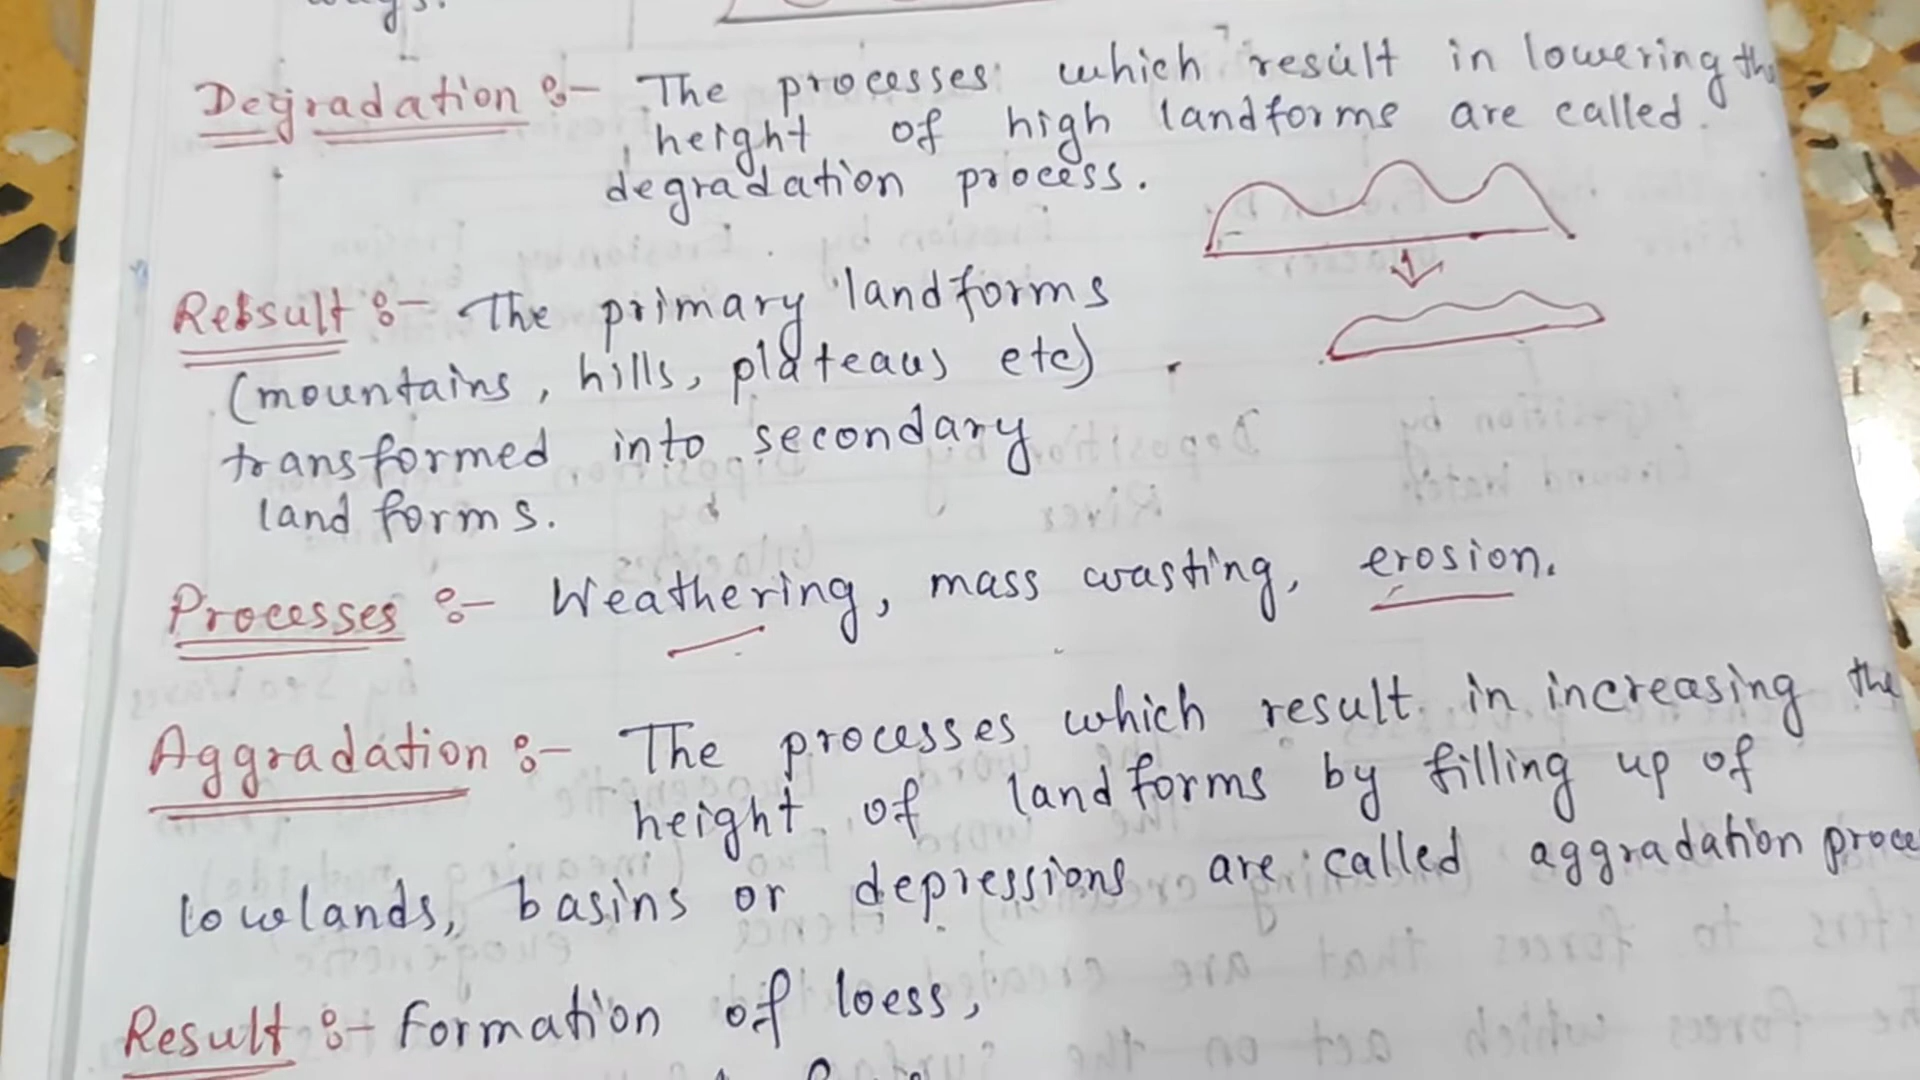 Degradation :- The processes which result in lowering the
height of high landforms are called
degradation process.
Rebsult :- The primary landforms
(mountains, hills, plateaus etc)
transformed into secondary
land forms.
Processes :- Weathering, mass wasting, erosion.
Aggradation :- The processes which result in increasing the
height of landforms by filling up of
lowlands, basins or depressions are called aggradation proce
Result :- Formation of loess,